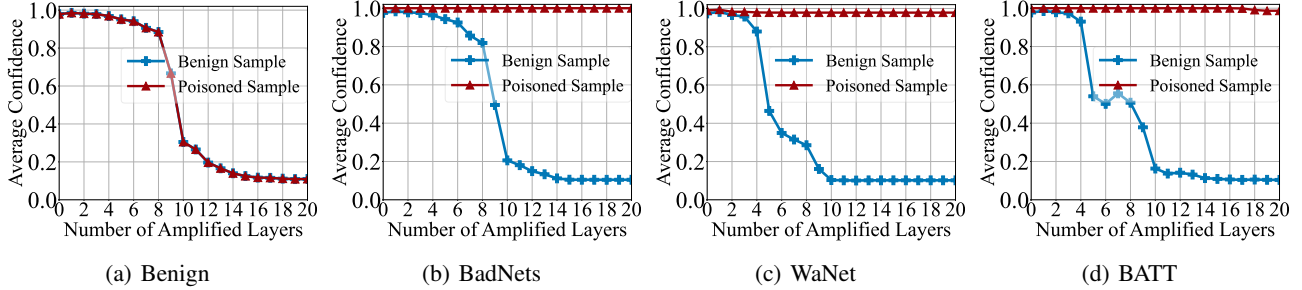 Average Confidence
1.0
0.8
0.6
0.4
0.2
0.0
Benign Sample
Poisoned Sample
0 2 4 6 8 10 12 14 16 18 20
Number of Amplified Layers
(a) Benign
Average Confidence
1.0
0.8
0.6
0.4
0.2
0.0
Benign Sample
Poisoned Sample
0 2 4 6 8 10 12 14 16 18 20
Number of Amplified Layers
(b) BadNets
Average Confidence
1.0
0.8
0.6
0.4
0.2
0.0
Benign Sample
Poisoned Sample
0 2 4 6 8 10 12 14 16 18 20
Number of Amplified Layers
(c) WaNet
Average Confidence
1.0
0.8
0.6
0.4
0.2
0.0
Benign Sample
Poisoned Sample
0 2 4 6 8 10 12 14 16 18 20
Number of Amplified Layers
(d) BATT